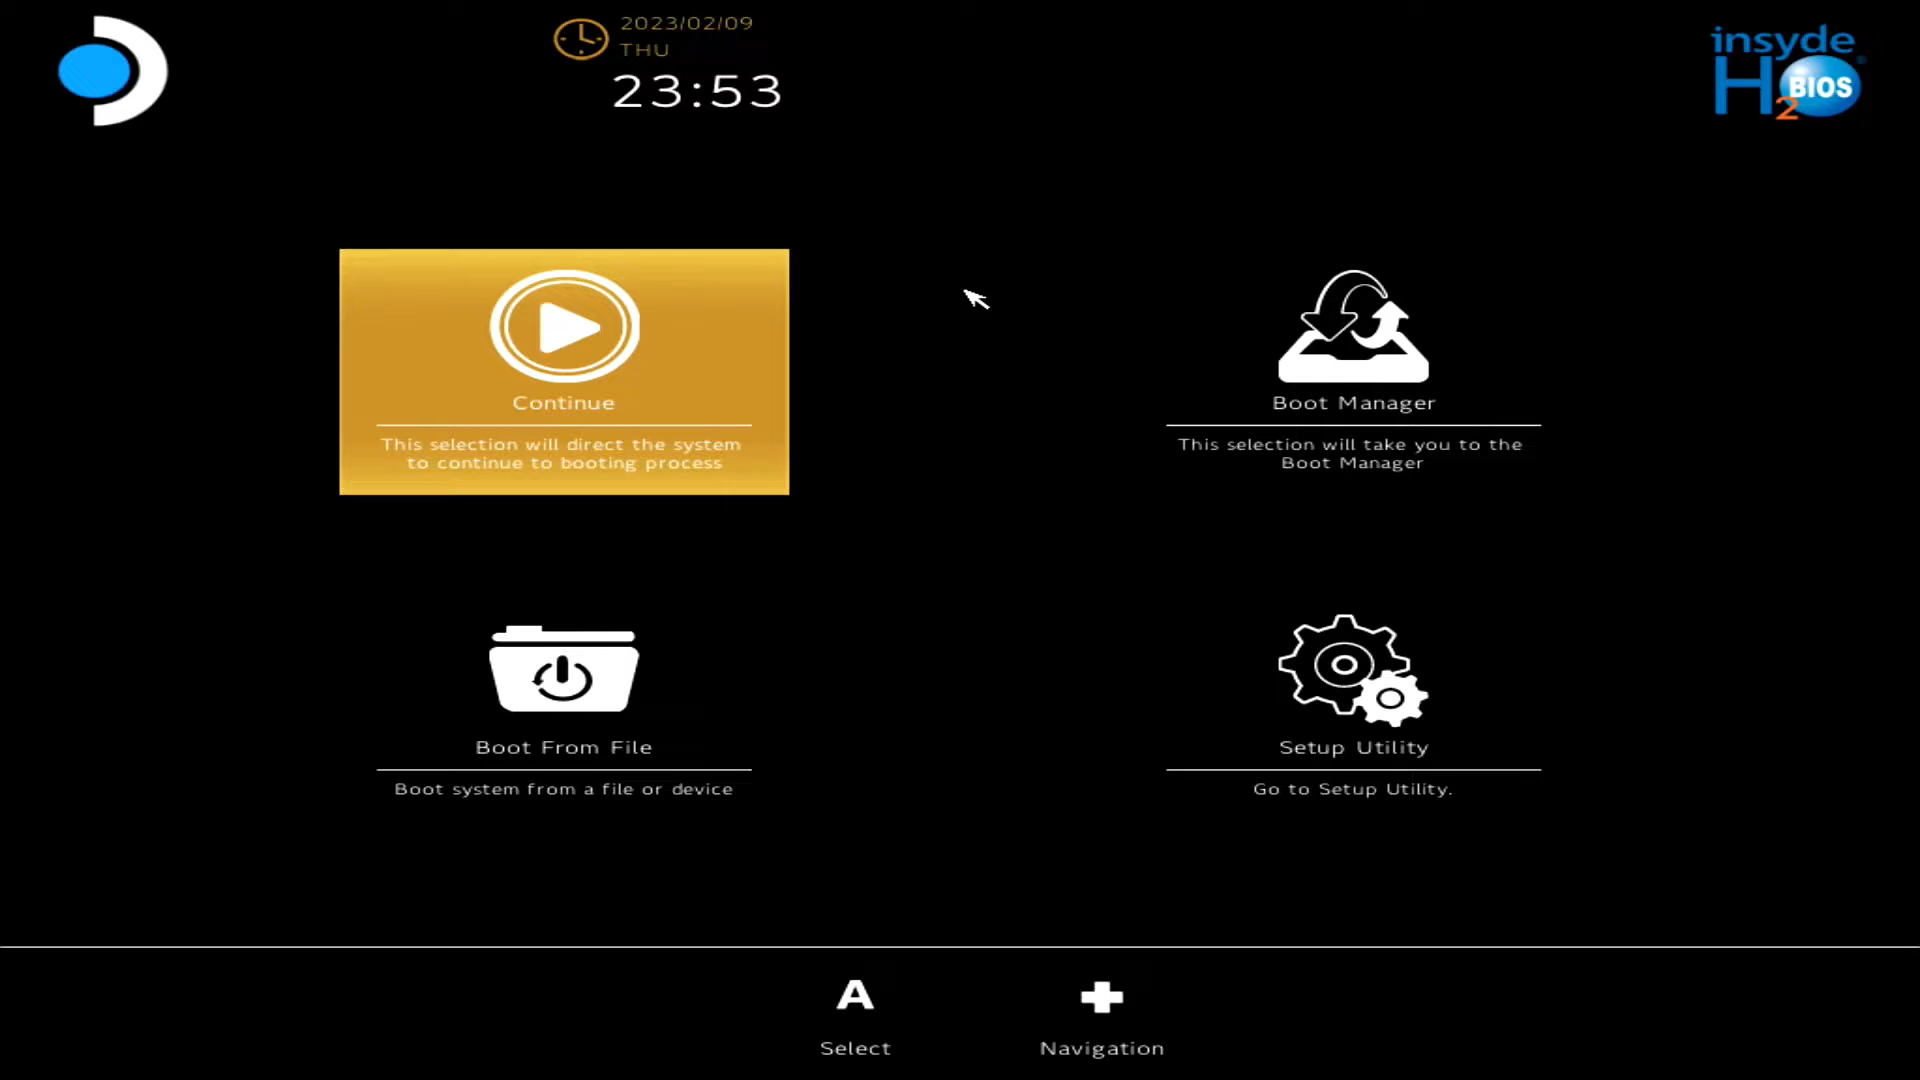 2023/02/09
THU
23:53
insyde
H2 BIOS®
Continue
This selection will direct the system
to continue to booting process
Boot Manager
This selection will take you to the
Boot Manager
Boot From File
Boot system from a file or device
Setup Utility
Go to Setup Utility.
A
Select
Navigation